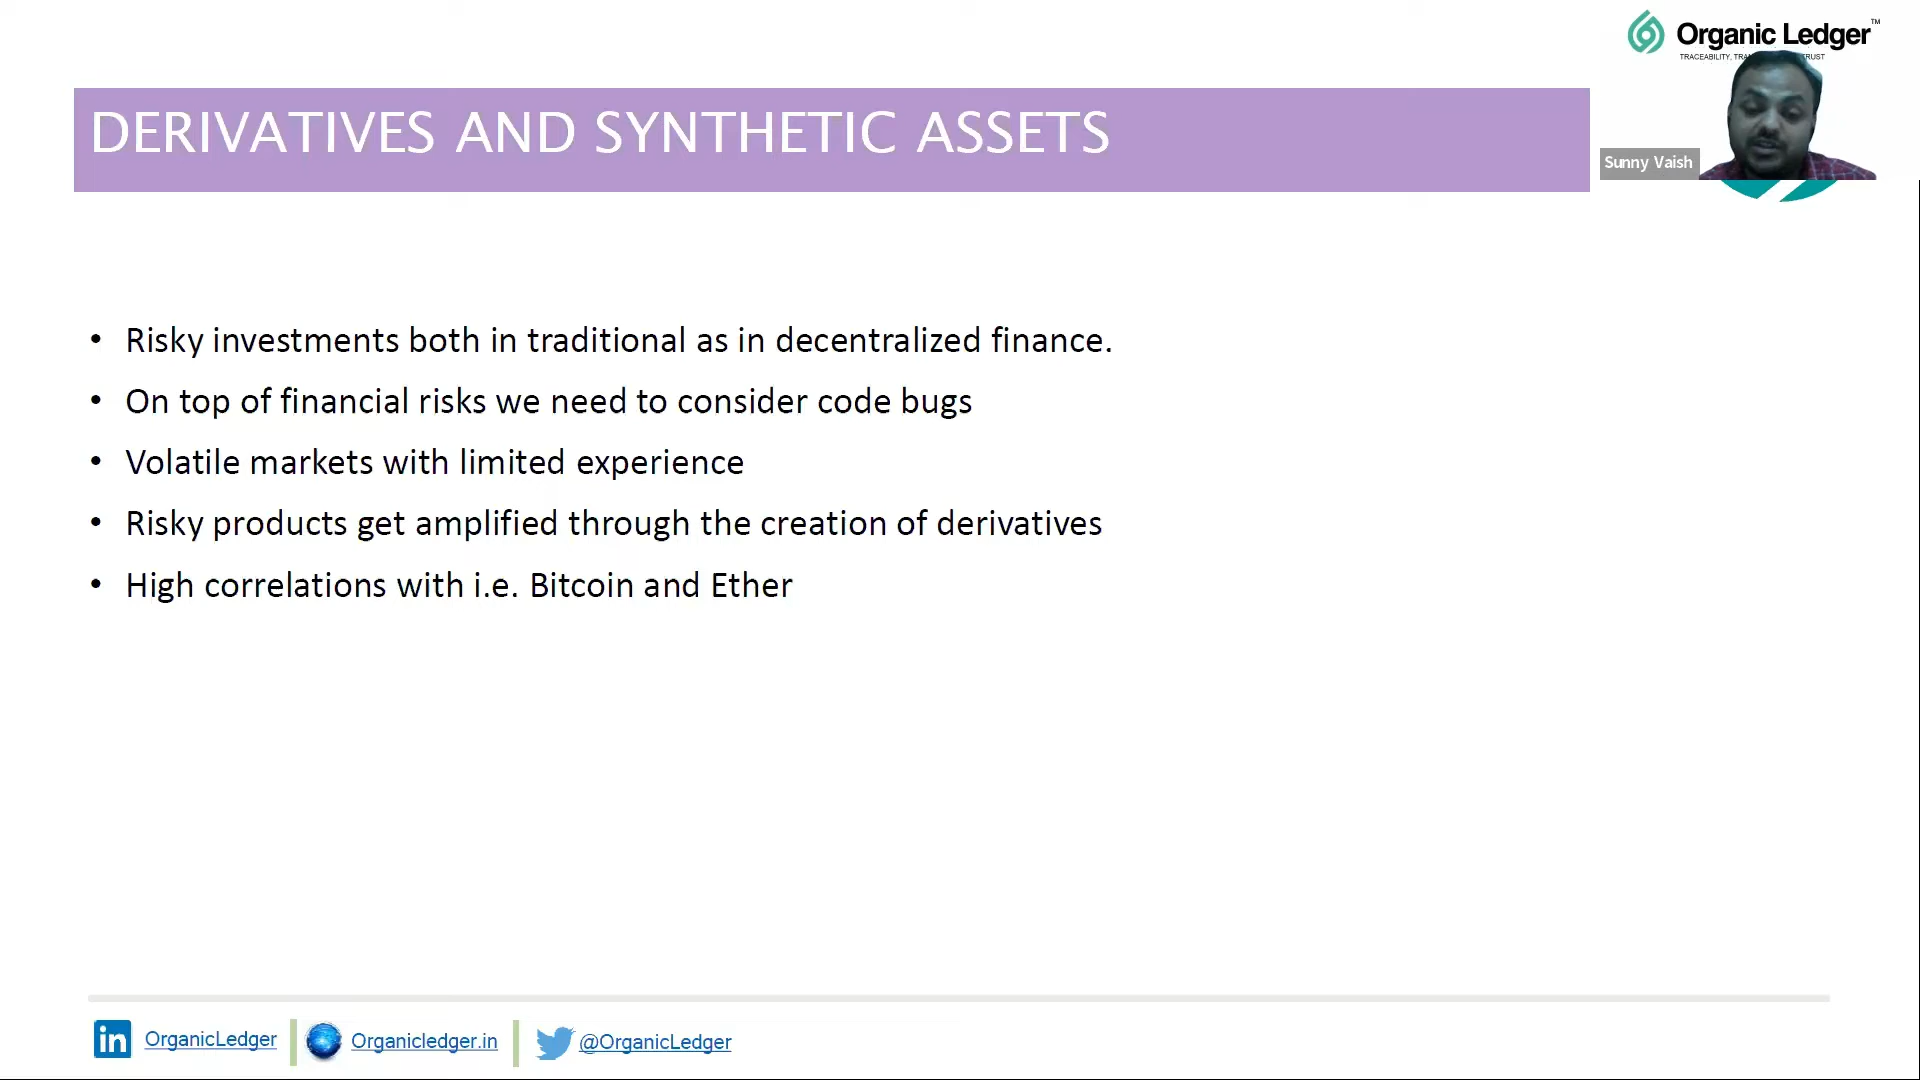 Organic Ledger™
TRACEABILITY, TRUST
Sunny Vaish
DERIVATIVES AND SYNTHETIC ASSETS
• Risky investments both in traditional as in decentralized finance.
• On top of financial risks we need to consider code bugs
• Volatile markets with limited experience
• Risky products get amplified through the creation of derivatives
• High correlations with i.e. Bitcoin and Ether
in OrganicLedger
Organicledger.in
@OrganicLedger